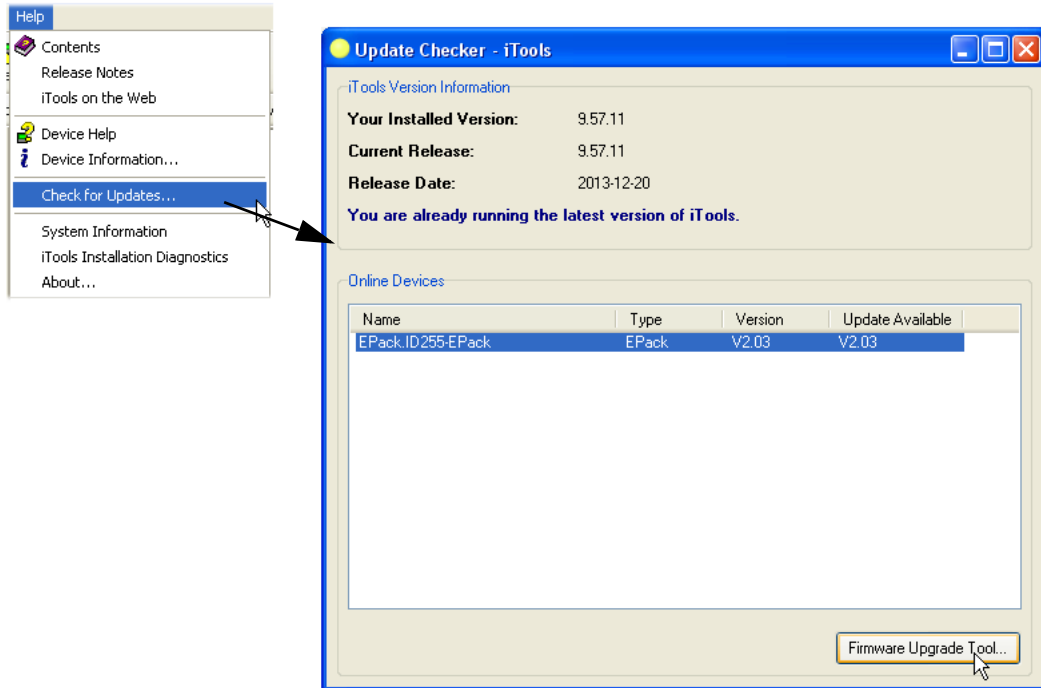 Help
Contents
Release Notes
iTools on the Web
Device Help
Device Information...
Check for Updates...
System Information
iTools Installation Diagnostics
About...
Update Checker - iTools
iTools Version Information
Your Installed Version: 9.57.11
Current Release: 9.57.11
Release Date: 2013-12-20
You are already running the latest version of iTools.
Online Devices
Name Type Version Update Available
EPack.ID255-EPack EPack V2.03 V2.03
Firmware Upgrade Tool...